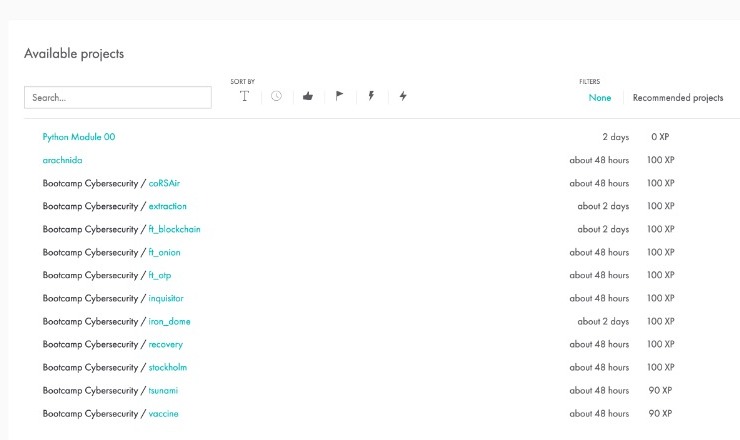 Available projects
SORT BY
FILTERS
Search...
T
None
Recommended projects
Python Module 00 2 days 0 XP
arachnida about 48 hours 100 XP
Bootcamp Cybersecurity / coRSAir about 48 hours 100 XP
Bootcamp Cybersecurity / extraction about 2 days 100 XP
Bootcamp Cybersecurity / ft_blockchain about 2 days 100 XP
Bootcamp Cybersecurity / ft_onion about 48 hours 100 XP
Bootcamp Cybersecurity / ft_otp about 48 hours 100 XP
Bootcamp Cybersecurity / inquisitor about 48 hours 100 XP
Bootcamp Cybersecurity / iron_dome about 2 days 100 XP
Bootcamp Cybersecurity / recovery about 48 hours 100 XP
Bootcamp Cybersecurity / stockholm about 48 hours 100 XP
Bootcamp Cybersecurity / tsunami about 48 hours 90 XP
Bootcamp Cybersecurity / vaccine about 48 hours 90 XP